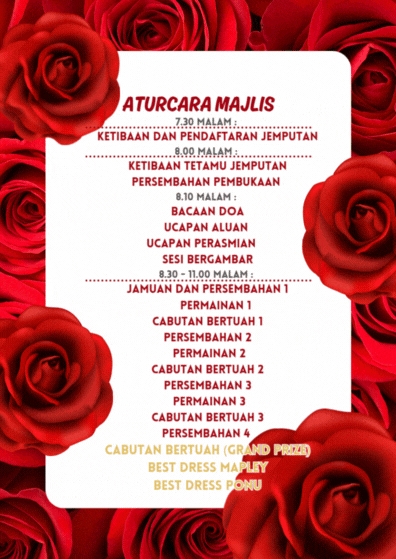 ATURCARA MAJLIS
7.30 MALAM :
KETIBAAN DAN PENDAFTARAN JEMPUTAN
8.00 MALAM :
KETIBAAN TETAMU JEMPUTAN
PERSEMBAHAN PEMBUKAAN
8.10 MALAM :
BACAAN DOA
UCAPAN ALUAN
UCAPAN PERASMIAN
SESI BERGAMBAR
8.30 - 11.00 MALAM :
JAMUAN DAN PERSEMBAHAN 1
PERMAINAN 1
CABUTAN BERTUAH 1
PERSEMBAHAN 2
PERMAINAN 2
CABUTAN BERTUAH 2
PERSEMBAHAN 3
PERMAINAN 3
CABUTAN BERTUAH 3
PERSEMBAHAN 4
CABUTAN BERTUAH (GRAND PRIZE)
BEST DRESS MAPLEY
BEST DRESS PONU